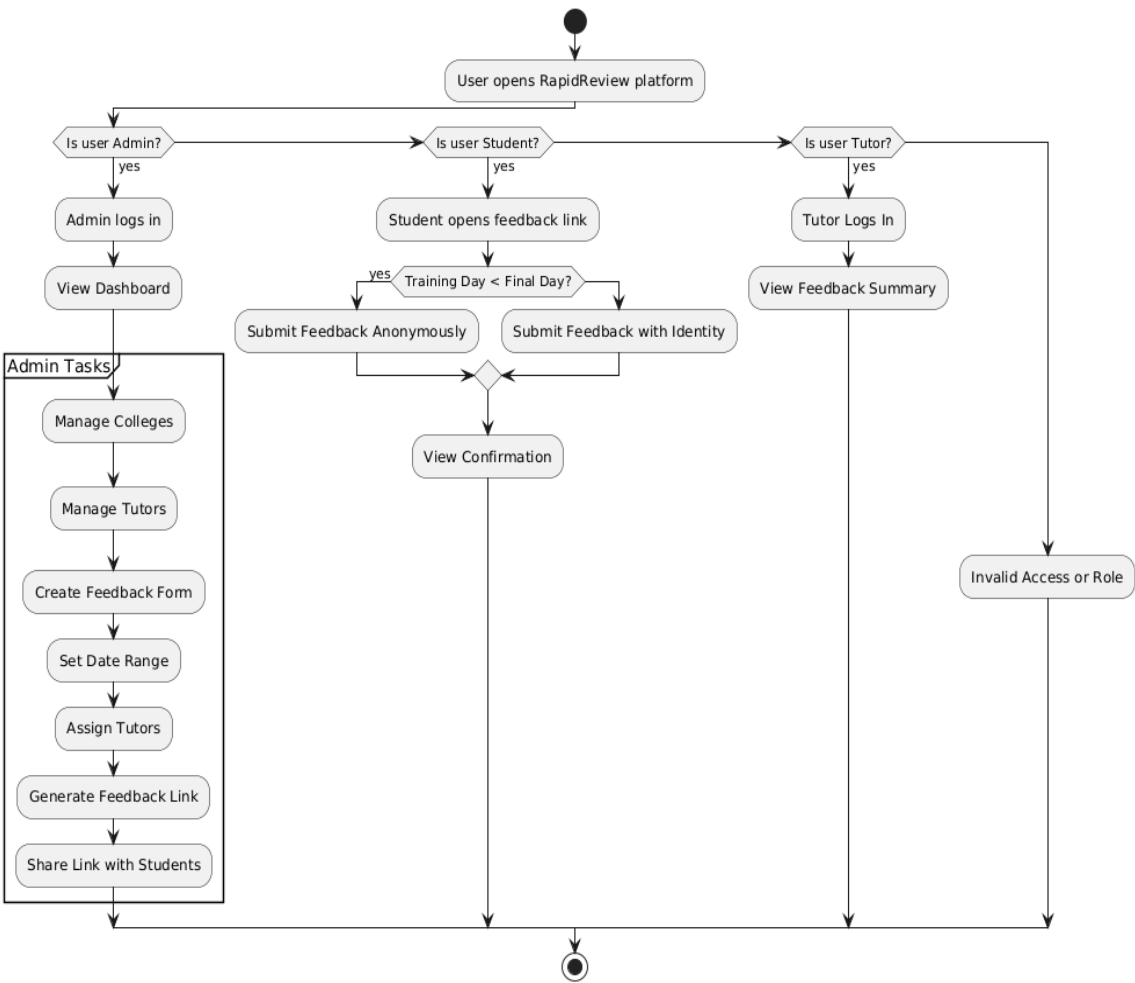 User opens RapidReview platform
Is user Admin?
Is user Student?
Is user Tutor?
yes
yes
yes
Admin logs in
Student opens feedback link
Tutor Logs In
View Dashboard
yes
Training Day < Final Day?
View Feedback Summary
Submit Feedback Anonymously
Submit Feedback with Identity
Admin Tasks
Manage Colleges
View Confirmation
Manage Tutors
Invalid Access or Role
Create Feedback Form
Set Date Range
Assign Tutors
Generate Feedback Link
Share Link with Students